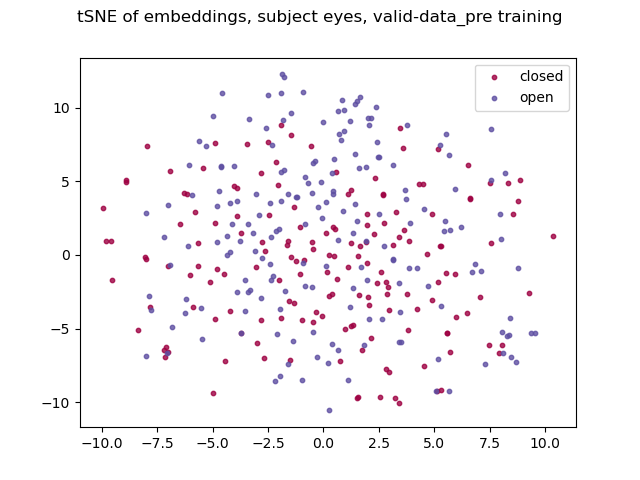 tSNE of embeddings, subject eyes, valid-data_pre training
closed
open
10
5
0
−5
−10
−10.0 −7.5 −5.0 −2.5 0.0 2.5 5.0 7.5 10.0